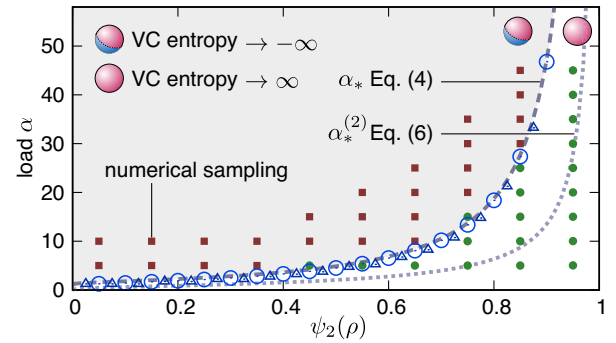 VC entropy → −∞
VC entropy → ∞
α* Eq. (4)
α*^(2) Eq. (6)
numerical sampling
load α
50
40
30
20
10
0
0 0.2 0.4 0.6 0.8 1
ψ₂(ρ)